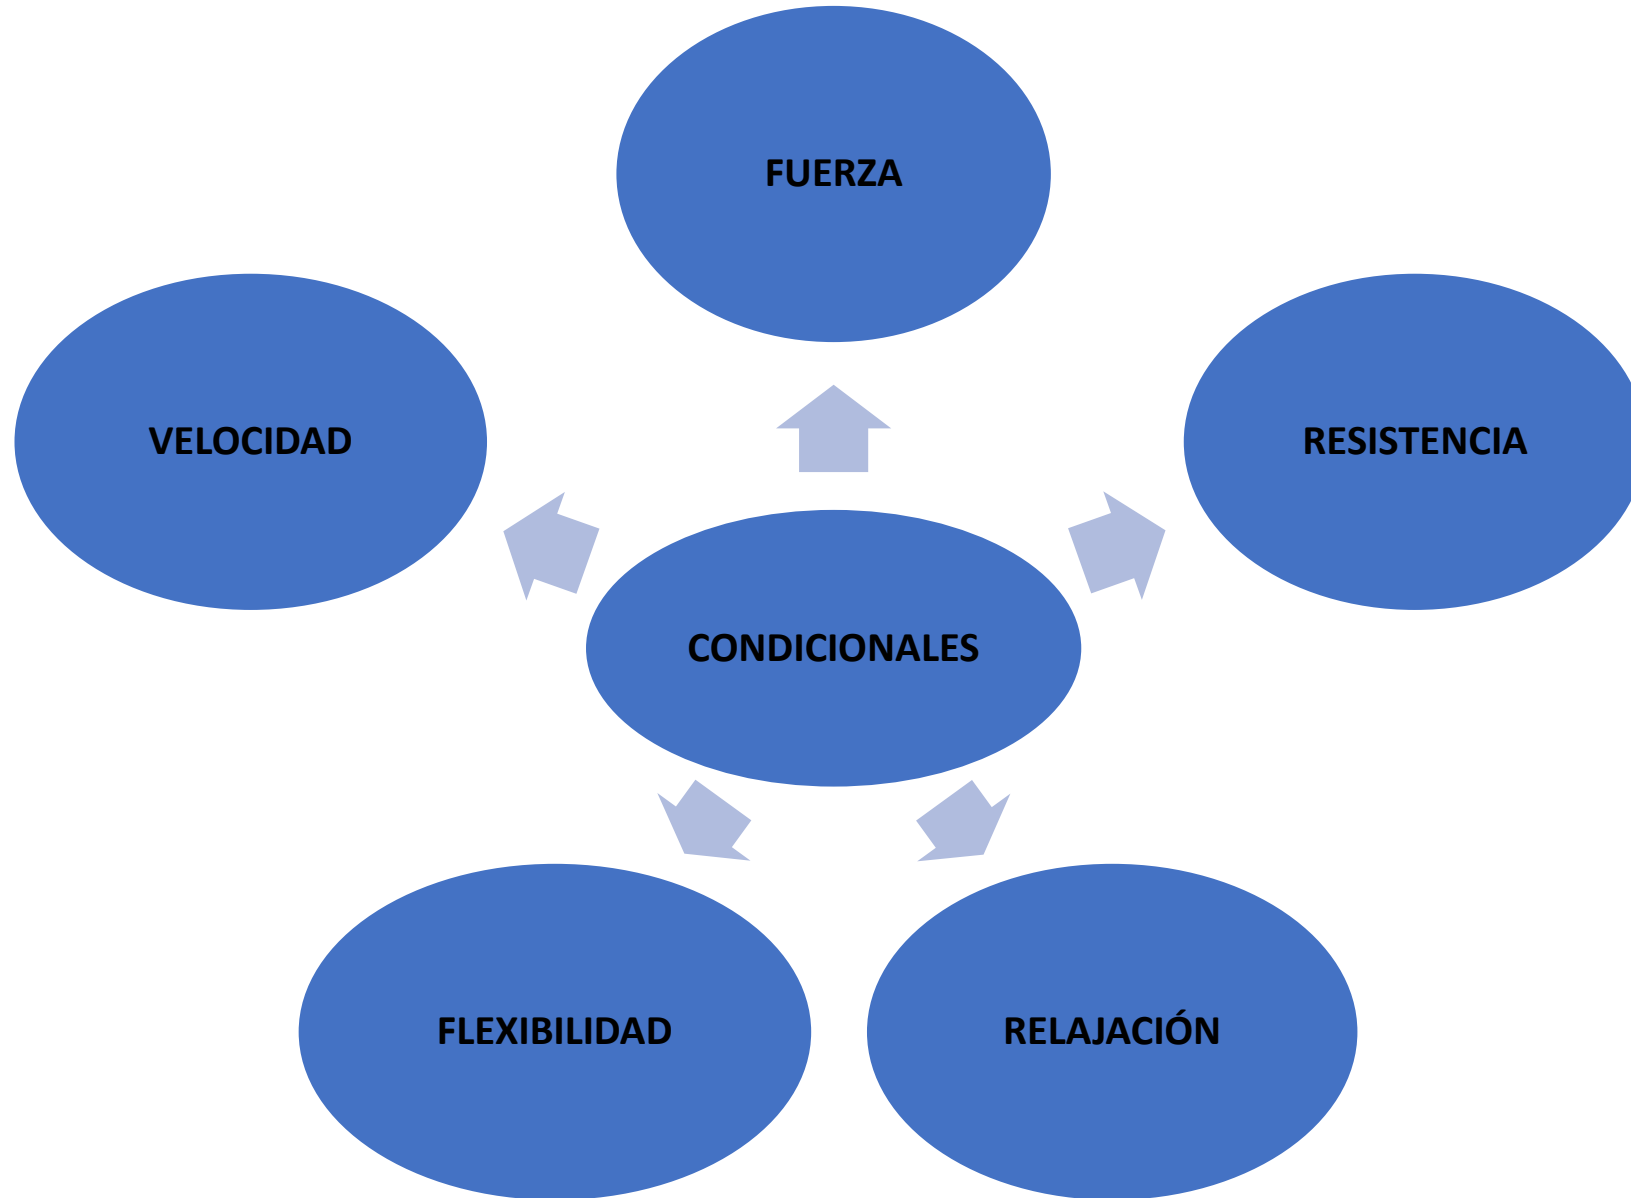 FUERZA
VELOCIDAD
RESISTENCIA
CONDICIONALES
FLEXIBILIDAD
RELAJACIÓN